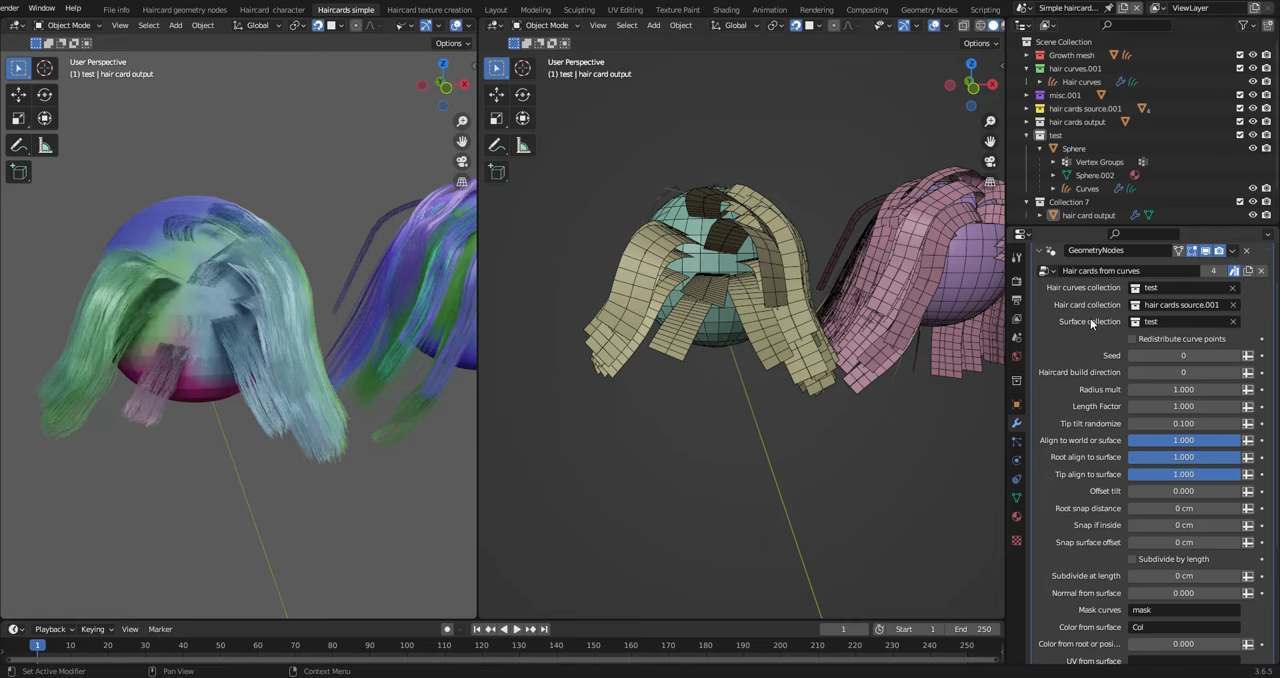 ender Window Help File info Haircard geometry nodes Haircards simple Haircard_character Haircard texture creation Layout Modeling Sculpting UV Editing Texture Paint Shading Animation Compositing Geometry Nodes S Simple haircard... ViewLayer
Object Mode View Select Add Object Global
Object Mode View Select Add Object Global
Options
Options
User Perspective
(1) test | hair card output
User Perspective
(1) test | hair card output
X
Z
X
Z
Scene Collection
Growth mesh
hair curves.001
Hair curves
misc.001
hair cards source.001 4
hair cards output
test
Sphere
Vertex Groups
Sphere.002
Curves
Collection 7
hair card output
GeometryNodes
Hair cards from curves 4
Hair curves collection test
Hair card collection hair cards source.001
Surface collection test
Redistribute curve points
Seed 0
Haircard build direction 0
Radius mult 1.000
Length Factor 1.000
Tip tilt randomize 0.100
Align to world or suface 1.000
Root align to surface 1.000
Tip align to surface 1.000
Offset tilt 0.000
Root snap distance 0 cm
Snap if inside 0 cm
Snap surface offset 0 cm
Subdivide by length
Subdivide at length 0 cm
Normal from surface 0.000
Mask curves mask
Color from surface Col
Color from root or posi... 0.000
UV from surface
Playback Keying View Marker 1 Start 1 End 250
1 10 20 30 40 50 60 70 80 90 100 110 120 130 140 150 160 170 180 190 200 210 220 230 240 250
Set Active Modifier Pan View Context Menu 3.6.5